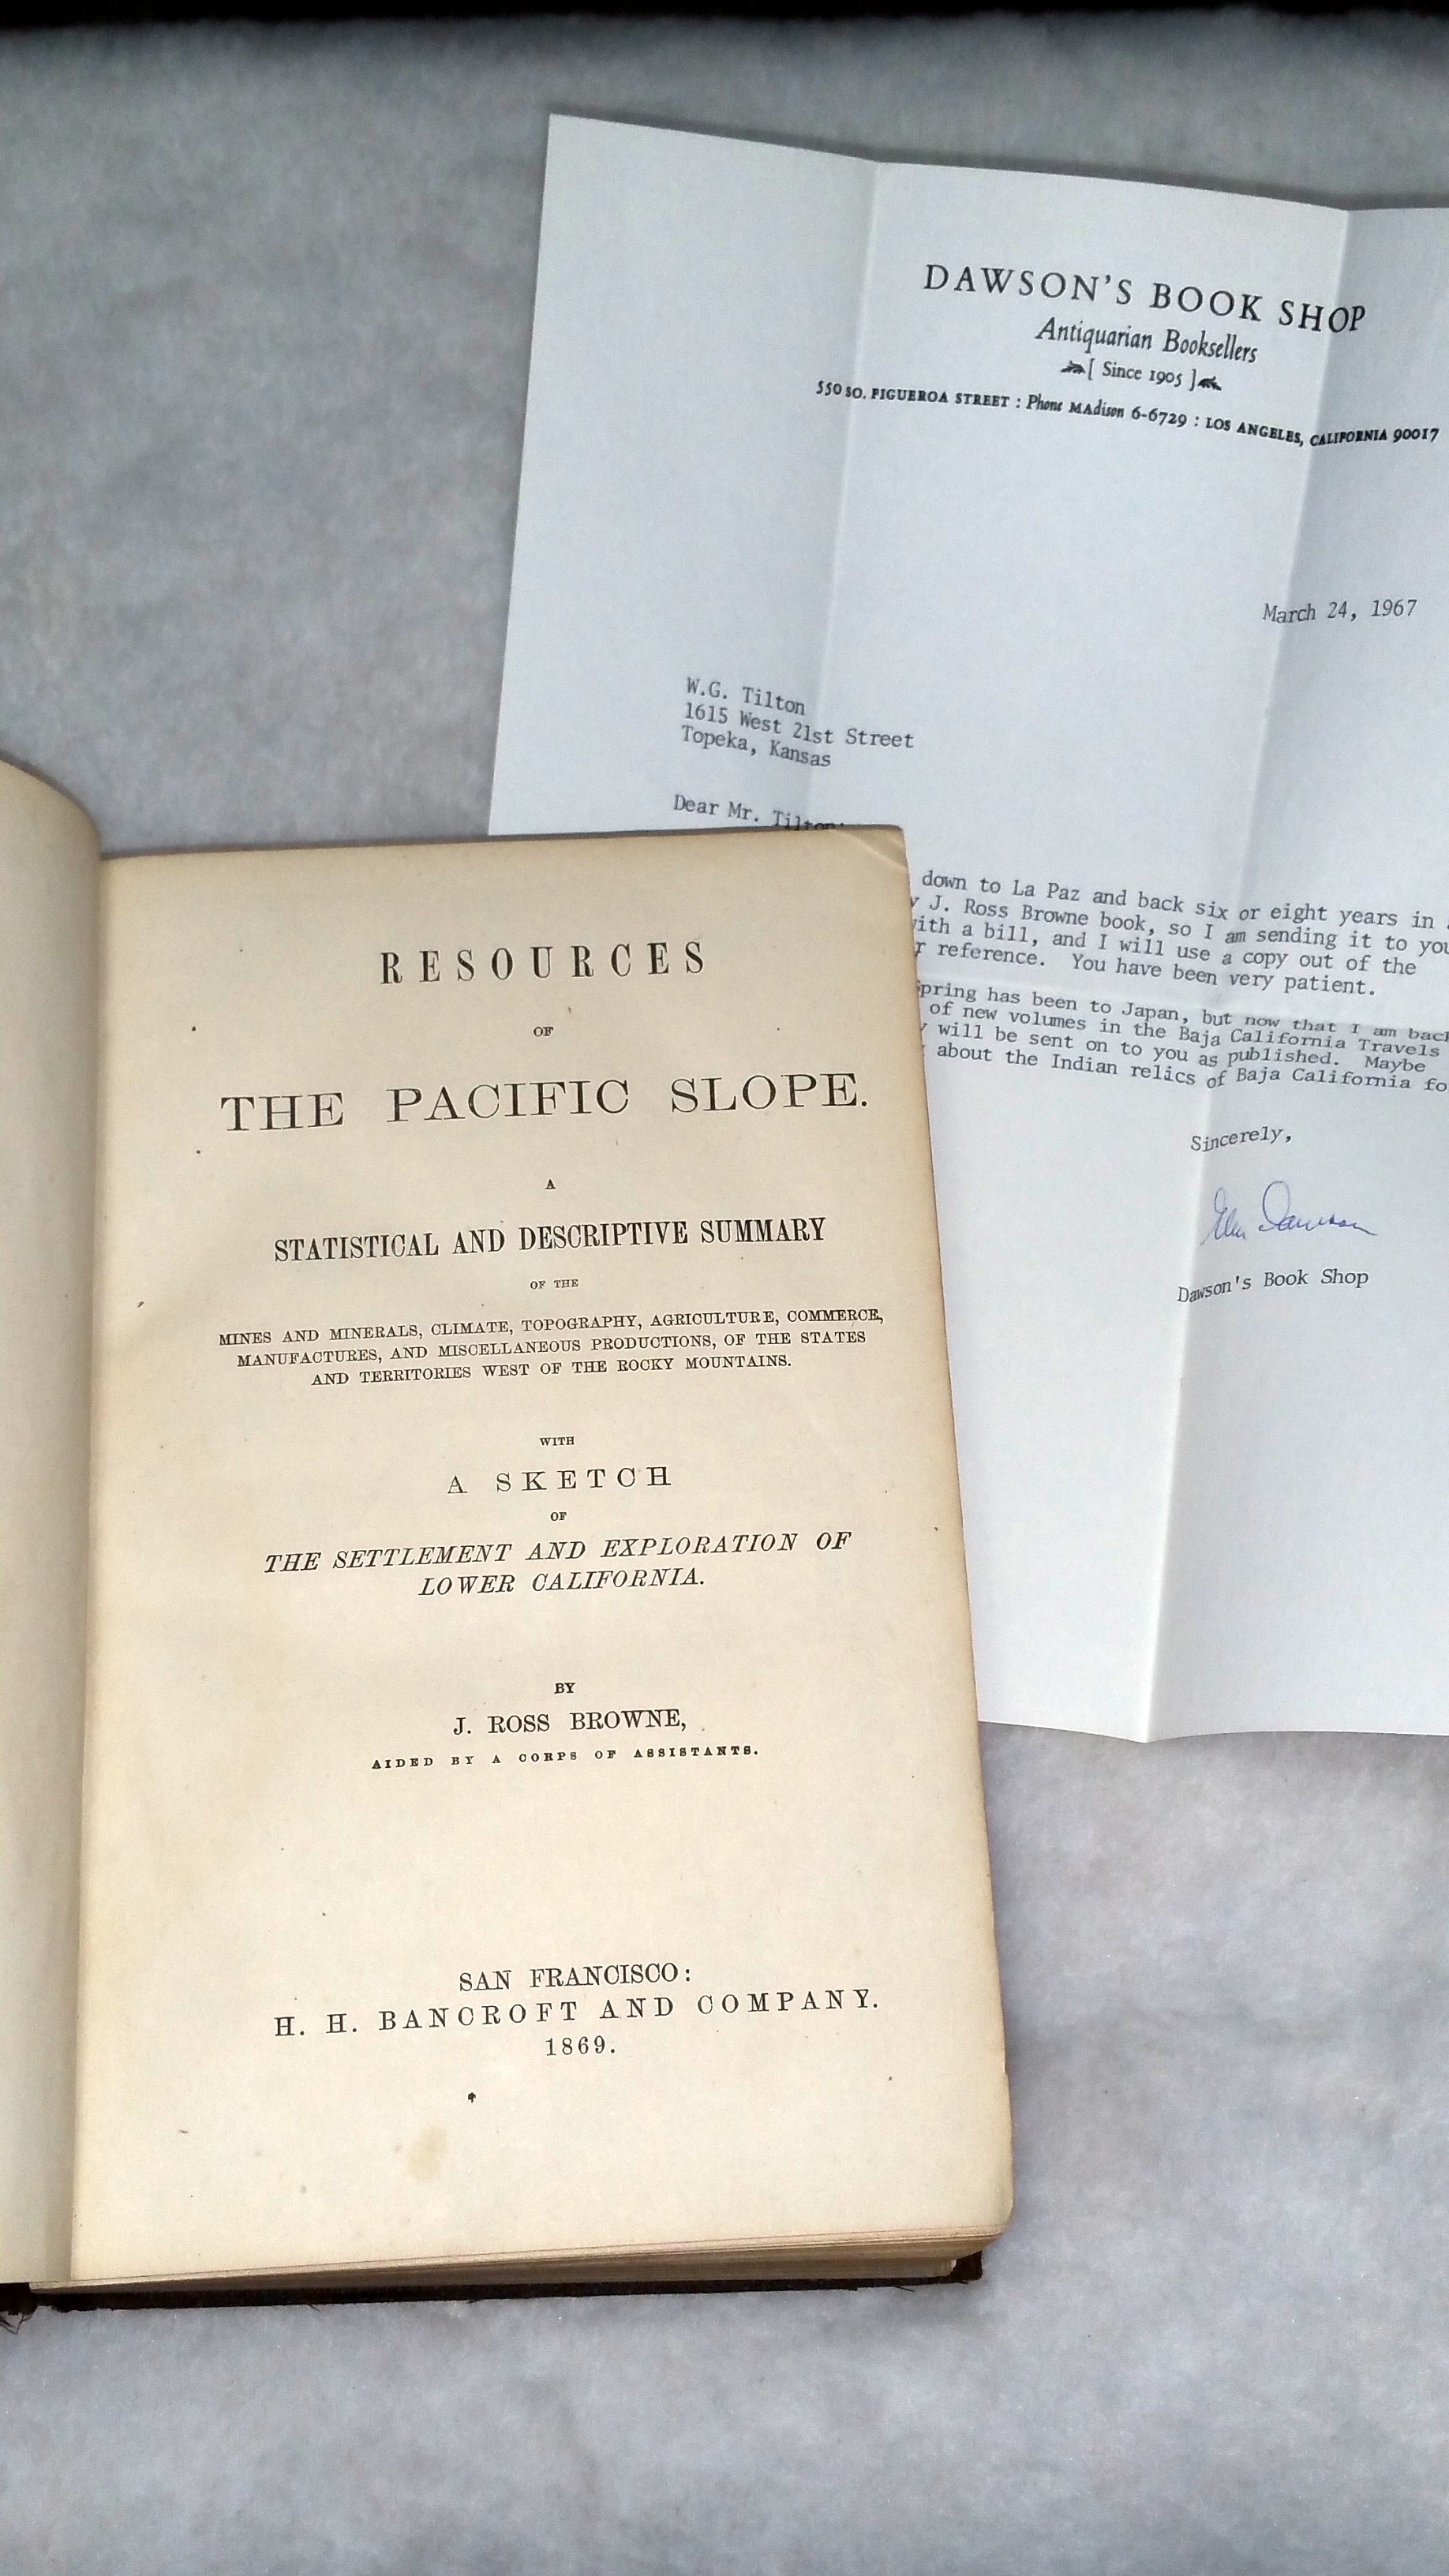 DAWSON'S BOOK SHOP
Antiquarian Booksellers
[ Since 1905 ]
550 SO. FIGUEROA STREET : Phone MAdison 6-6729 : LOS ANGELES, CALIFORNIA 90017
March 24, 1967
W.G. Tilton
1615 West 21st Street
Topeka, Kansas
Dear Mr. Tilton:
down to La Paz and back six or eight years in
J. Ross Browne book, so I am sending it to you
with a bill, and I will use a copy out of the
reference. You have been very patient.
Spring has been to Japan, but now that I am back
of new volumes in the Baja California Travels
will be sent on to you as published. Maybe
about the Indian relics of Baja California
Sincerely,
Glen Dawson
Dawson's Book Shop
RESOURCES
OF
THE PACIFIC SLOPE.
A
STATISTICAL AND DESCRIPTIVE SUMMARY
OF THE
MINES AND MINERALS, CLIMATE, TOPOGRAPHY, AGRICULTURE, COMMERCE,
MANUFACTURES, AND MISCELLANEOUS PRODUCTIONS, OF THE STATES
AND TERRITORIES WEST OF THE ROCKY MOUNTAINS.
WITH
A SKETCH
OF
THE SETTLEMENT AND EXPLORATION OF
LOWER CALIFORNIA.
BY
J. ROSS BROWNE,
AIDED BY A CORPS OF ASSISTANTS.
SAN FRANCISCO:
H. H. BANCROFT AND COMPANY.
1869.